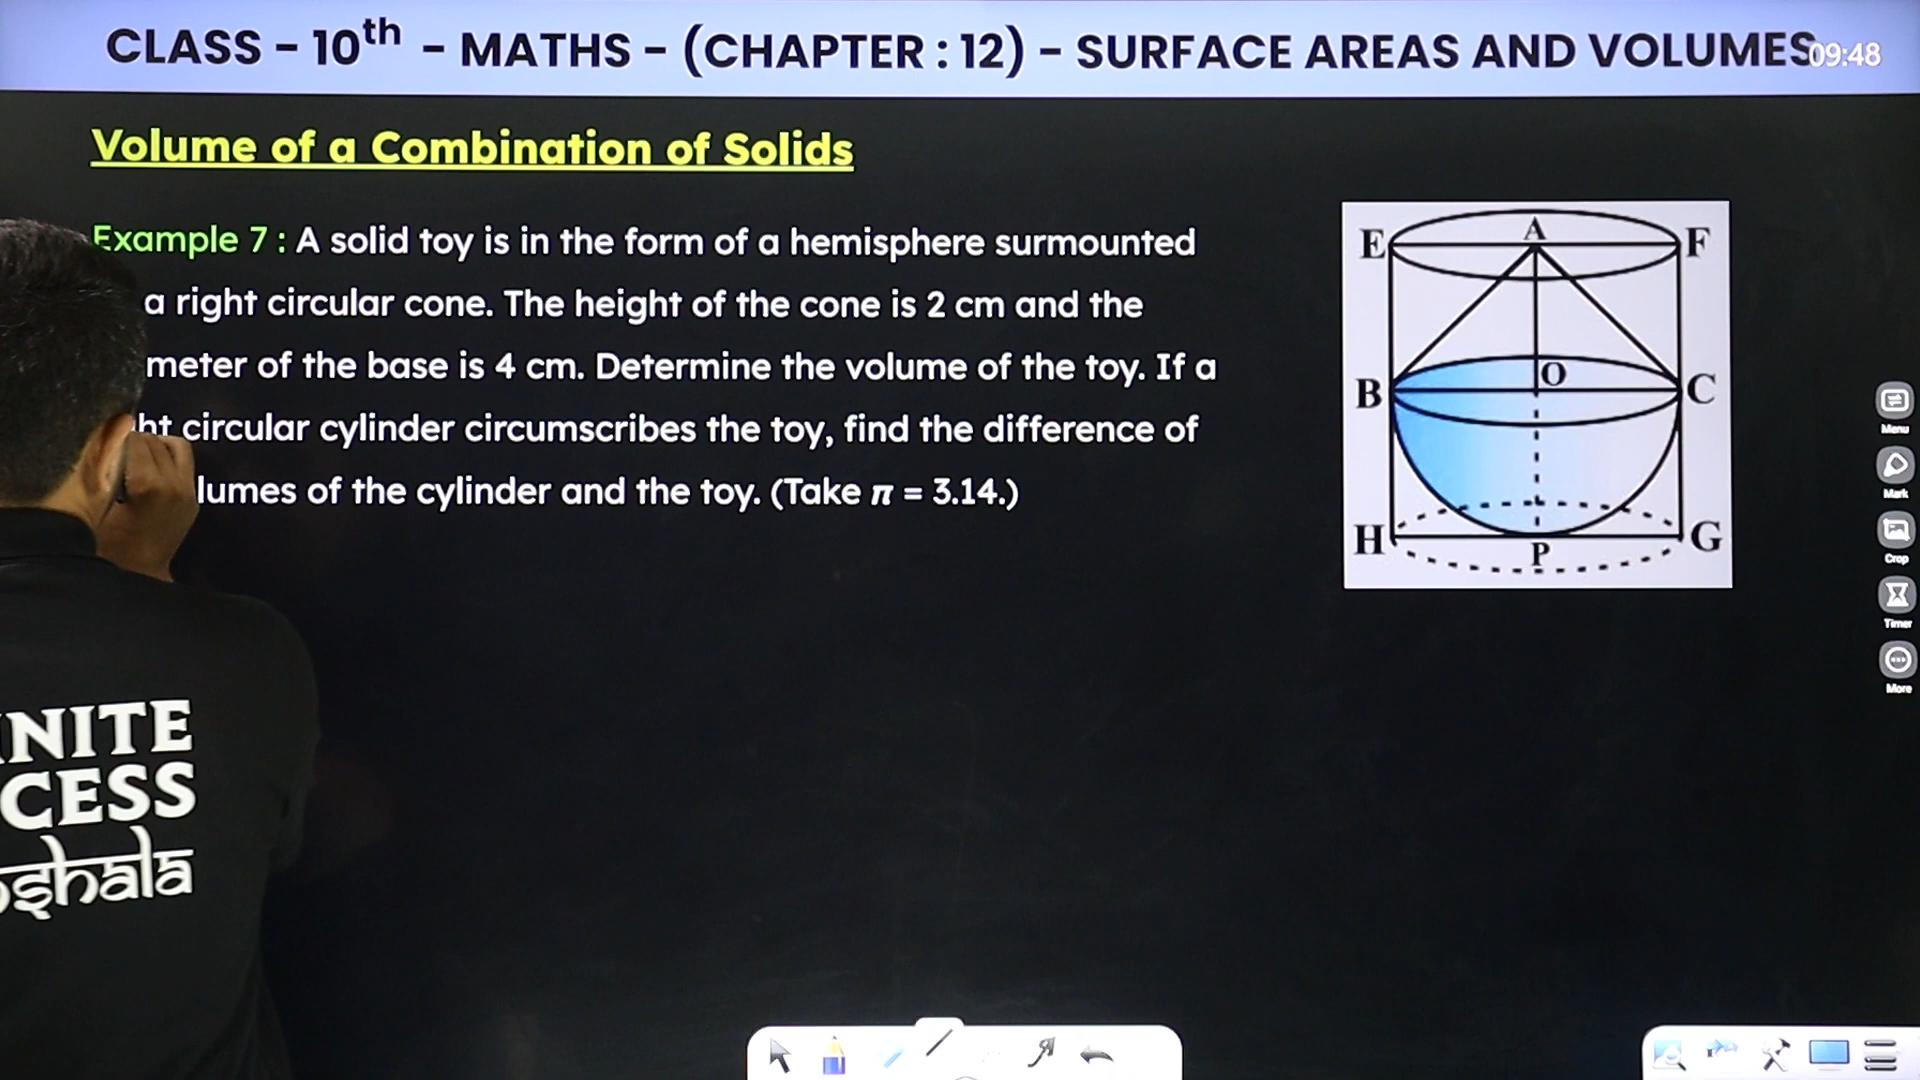 CLASS - 10th - MATHS - (CHAPTER : 12) - SURFACE AREAS AND VOLUMES
09:48
Volume of a Combination of Solids
Example 7 : A solid toy is in the form of a hemisphere surmounted
a right circular cone. The height of the cone is 2 cm and the
meter of the base is 4 cm. Determine the volume of the toy. If a
ht circular cylinder circumscribes the toy, find the difference of
lumes of the cylinder and the toy. (Take π = 3.14.)
E A F
B O C
H P G
Menu
Mark
Crop
Timer
More
NITE
CESS
shala